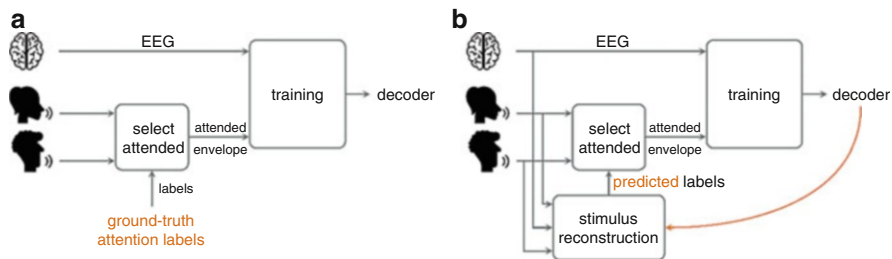 a
EEG
training
decoder
select
attended
attended
envelope
labels
ground-truth
attention labels
b
EEG
training
decoder
select
attended
attended
envelope
predicted labels
stimulus
reconstruction